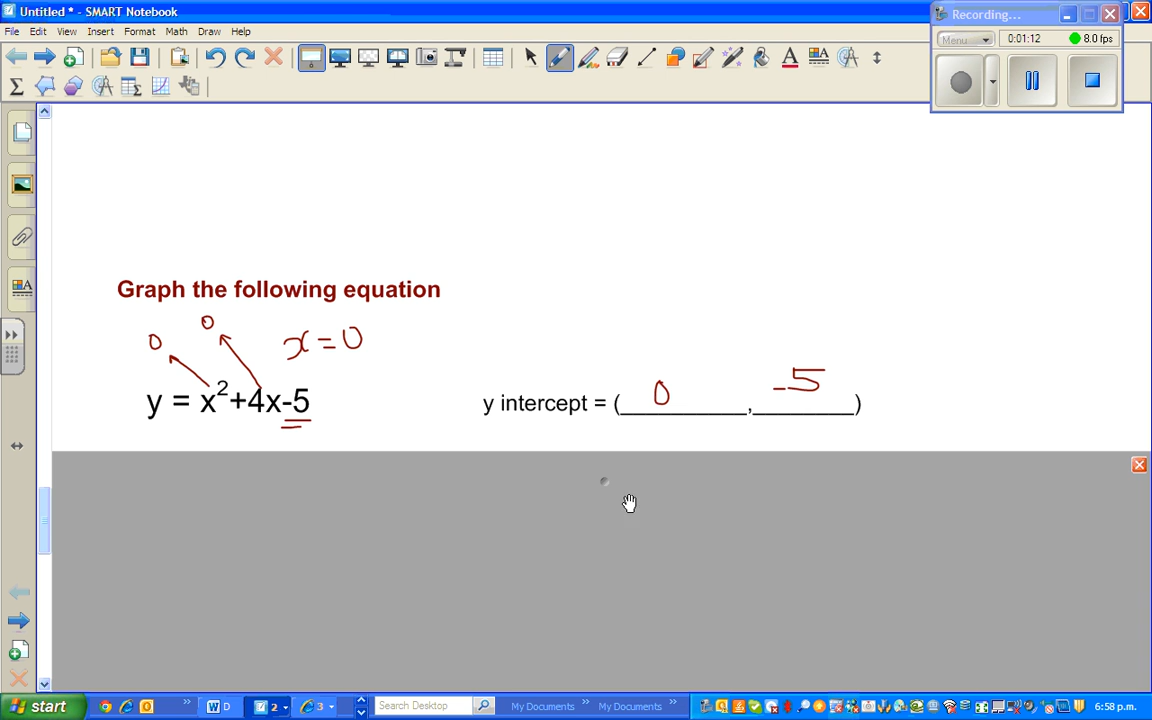 Untitled * - SMART Notebook
Recording...
File Edit View Insert Format Math Draw Help
Menu 0:01:12 8.0 fps
Graph the following equation
0 0 x = 0
y = x²+4x-5
y intercept = (0,-5)
start
W D
2
3
Search Desktop
My Documents »
My Documents »
6:58 p.m.